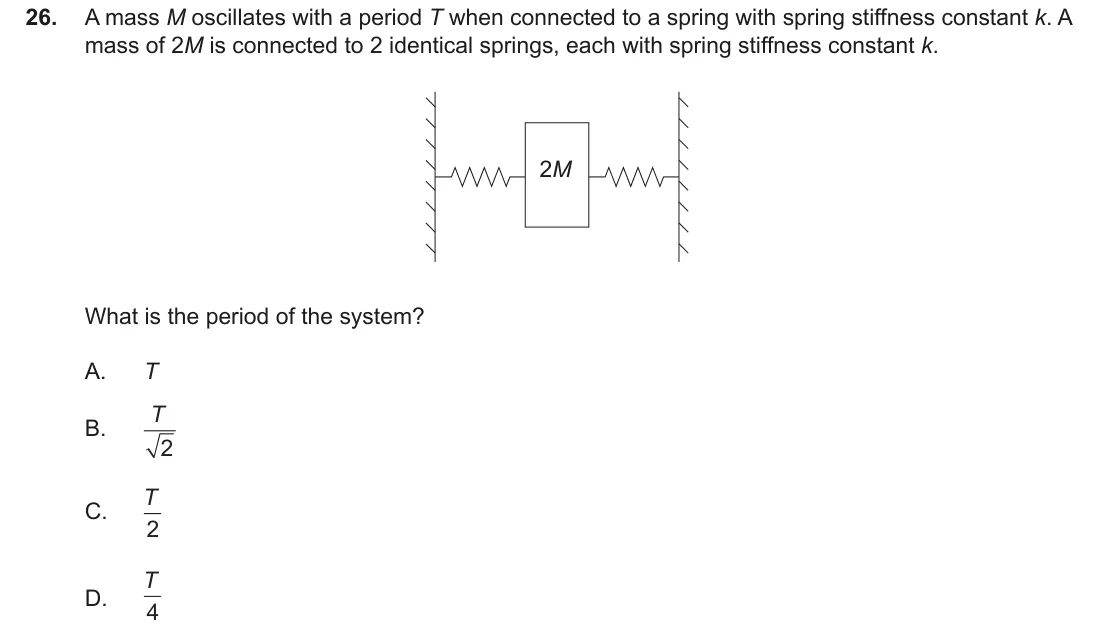 26. A mass M oscillates with a period T when connected to a spring with spring stiffness constant k. A
mass of 2M is connected to 2 identical springs, each with spring stiffness constant k.
2M
What is the period of the system?
A. T
B. T/√2
C. T/2
D. T/4